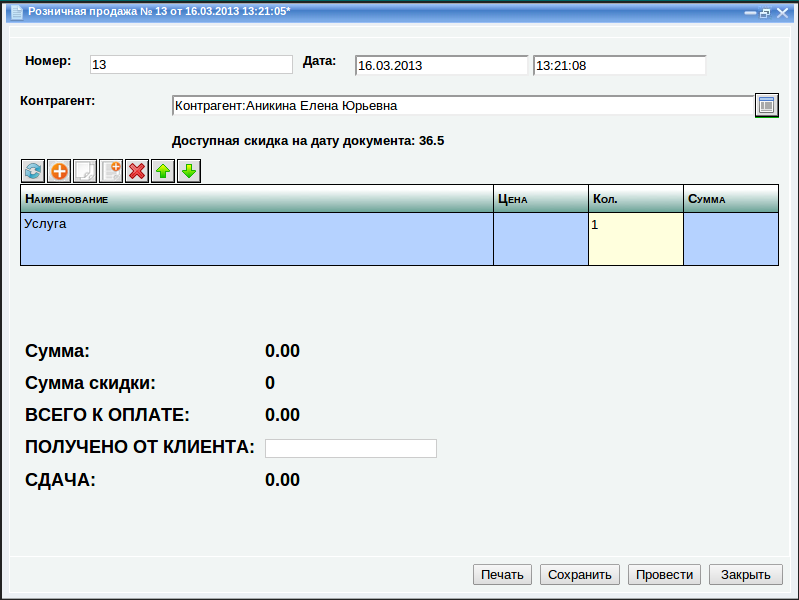 Розничная продажа № 13 от 16.03.2013 13:21:05*
Номер: 13 Дата: 16.03.2013 13:21:08
Контрагент: Контрагент:Аникина Елена Юрьевна
Доступная скидка на дату документа: 36.5
Наименование Цена Кол. Сумма
Услуга 1
Сумма: 0.00
Сумма скидки: 0
ВСЕГО К ОПЛАТЕ: 0.00
ПОЛУЧЕНО ОТ КЛИЕНТА:
СДАЧА: 0.00
Печать Сохранить Провести Закрыть